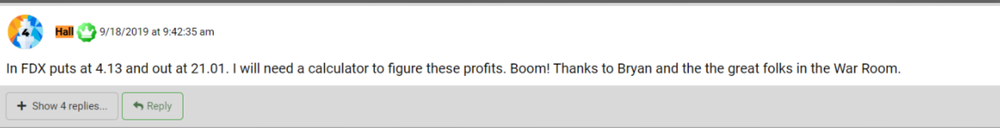 4 Hall 9/18/2019 at 9:42:35 am
In FDX puts at 4.13 and out at 21.01. I will need a calculator to figure these profits. Boom! Thanks to Bryan and the the great folks in the War Room.
+ Show 4 replies... Reply